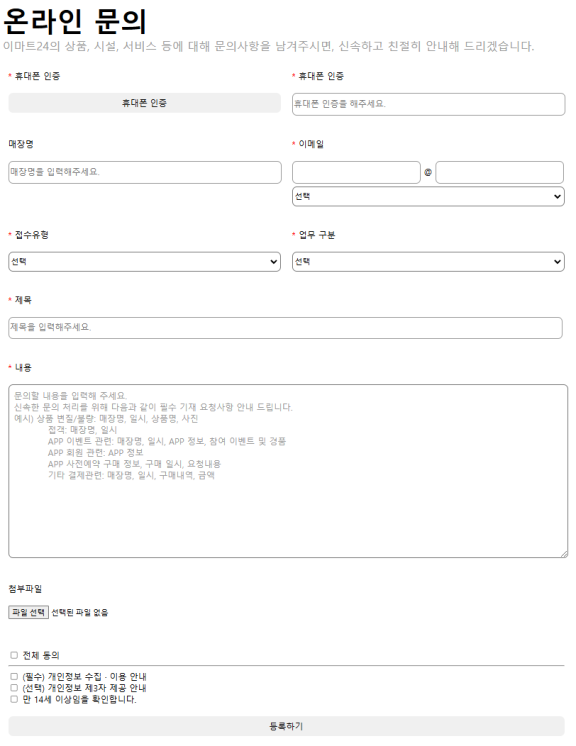 온라인 문의
이마트24의 상품, 시설, 서비스 등에 대해 문의사항을 남겨주시면, 신속하고 친절히 안내해 드리겠습니다.
* 휴대폰 인증
* 휴대폰 인증
휴대폰 인증
휴대폰 인증을 해주세요.
매장명
* 이메일
매장명을 입력해주세요.
@
선택
* 접수유형
* 업무 구분
선택
선택
* 제목
제목을 입력해주세요.
* 내용
문의할 내용을 입력해 주세요.
신속한 문의 처리를 위해 다음과 같이 필수 기재 요청사항 안내 드립니다.
예시) 상품 변질/불량: 매장명, 일시, 상품명, 사진
접객: 매장명, 일시
APP 이벤트 관련: 매장명, 일시, APP 정보, 참여 이벤트 및 경품
APP 회원 관련: APP 정보
APP 사전예약 구매 정보, 구매 일시, 요청내용
기타 결제관련: 매장명, 일시, 구매내역, 금액
첨부파일
파일 선택 선택된 파일 없음
전체 동의
(필수) 개인정보 수집 · 이용 안내
(선택) 개인정보 제3자 제공 안내
만 14세 이상임을 확인합니다.
등록하기